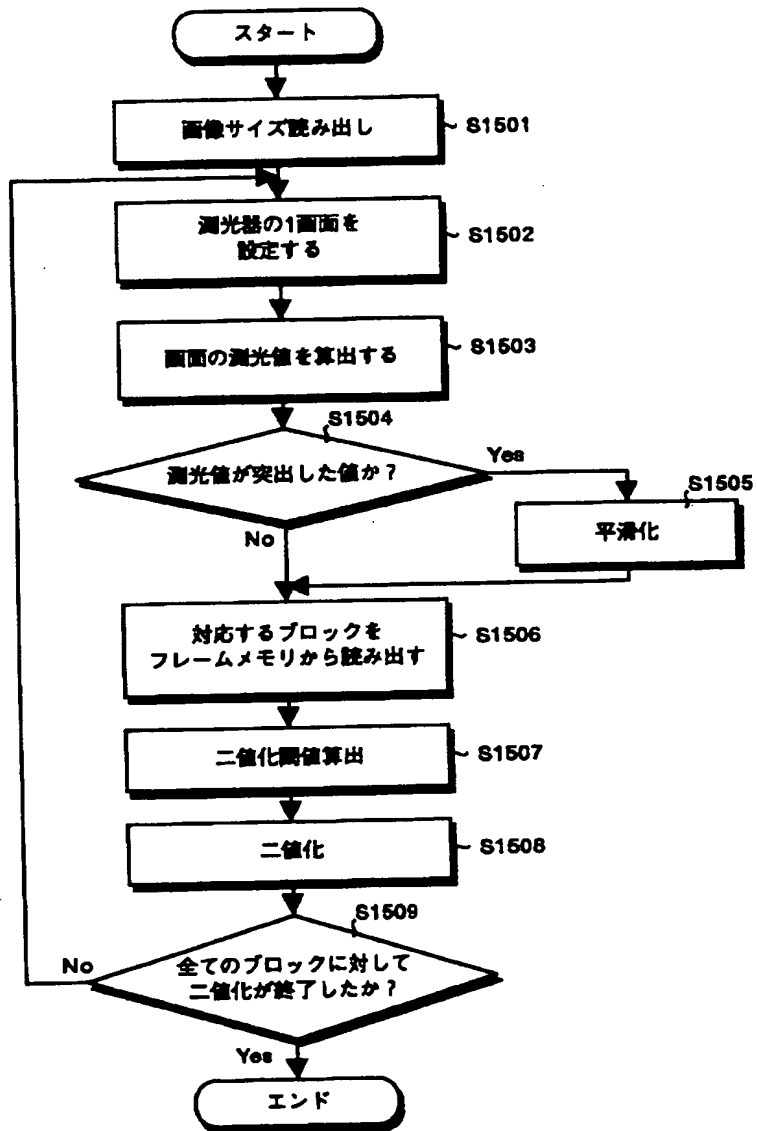 スタート
画像サイズ読み出し
S1501
測光器の1画面を
設定する
S1502
画面の測光値を算出する
S1503
S1504
測光値が突出した値か？
Yes
No
S1505
平滑化
対応するブロックを
フレームメモリから読み出す
S1506
二値化閾値算出
S1507
二値化
S1508
S1509
全てのブロックに対して
二値化が終了したか？
No
Yes
エンド